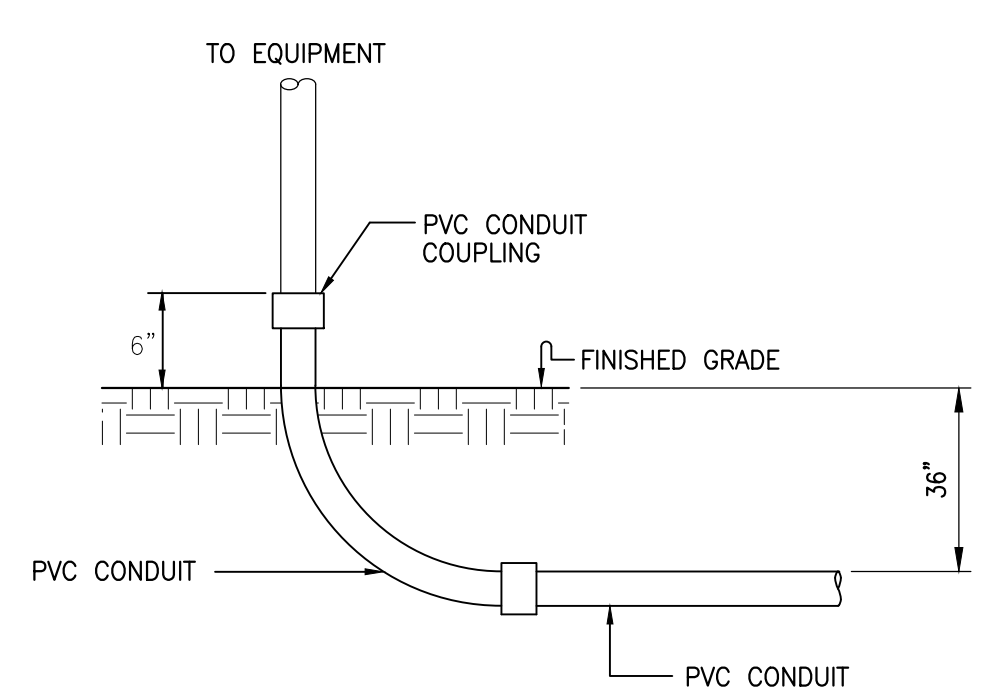 TO EQUIPMENT
PVC CONDUIT
COUPLING
6”
FINISHED GRADE
36”
PVC CONDUIT
PVC CONDUIT